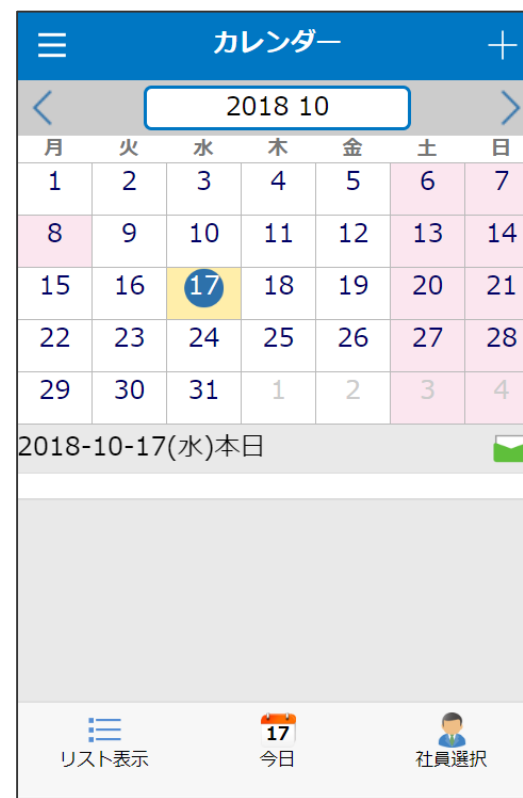 カレンダー
2018 10
月 火 水 木 金 土 日
1 2 3 4 5 6 7
8 9 10 11 12 13 14
15 16 17 18 19 20 21
22 23 24 25 26 27 28
29 30 31 1 2 3 4
2018-10-17(水)本日
17
リスト表示 今日 社員選択